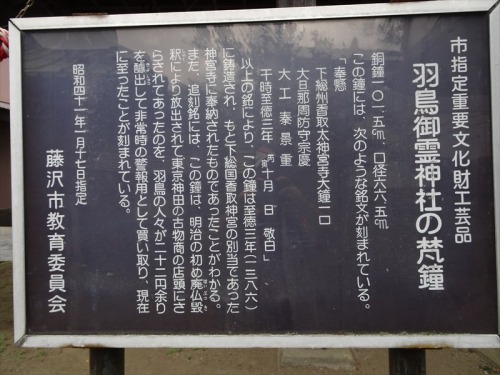 市指定重要文化財工芸品
羽鳥御霊神社の梵鐘
銅鐘一〇一.五㎝、口径六六.五㎝
この鐘には、次のような銘文が刻まれている。
「奉懸
下総州香取太神宮寺大鐘一口
大旦那周防守宗慶
大工秦景重
于時至徳三年丙寅十月 日 敬白」
以上の銘により、この鐘は至徳三年(一三八六)
に鋳造され、もと下総国香取神宮の別当であった
神宮寺に奉納されたものであったことがわかる。
また、追刻銘には、この鐘は、明治の初め廃仏毀
釈により放出されて東京神田の古物商の店頭にさ
らされてあったのを、羽鳥の人々が二十二円余り
を醵出して非常時の警報用として買い取り、現在
に至ったことが刻まれている。
昭和四十一年一月十七日指定
藤沢市教育委員会